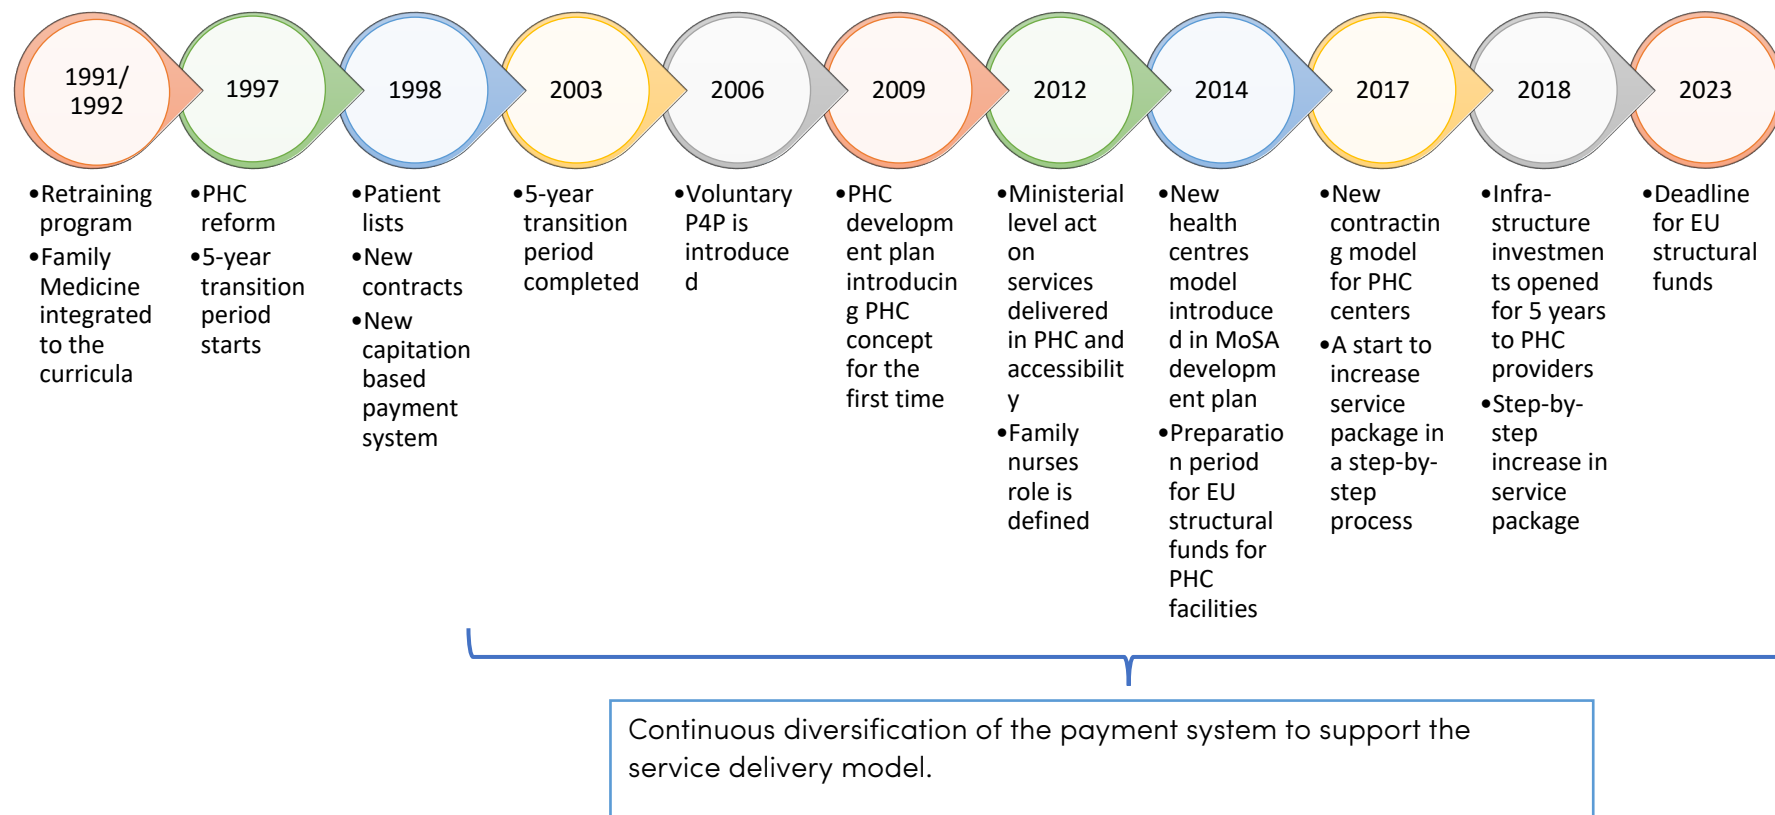 1991/
1992
1997
1998
2003
2006
2009
2012
2014
2017
2018
2023
•Retraining
program
•Family
Medicine
integrated
to the
curricula
•PHC
reform
•5-year
transition
period
starts
•Patient
lists
•New
contracts
•New
capitation
based
payment
system
•5-year
transition
period
completed
•Voluntary
P4P is
introduce
d
•PHC
developm
ent plan
introducin
g PHC
concept
for the
first time
•Ministerial
level act
on
services
delivered
in PHC and
accessibilit
y
•Family
nurses
role is
defined
•New
health
centres
model
introduce
d in MoSA
developm
ent plan
•Preparatio
n period
for EU
structural
funds for
PHC
facilities
•New
contractin
g model
for PHC
centers
•A start to
increase
service
package in
a step-by-
step
process
•Infra-
structure
investmen
ts opened
for 5 years
to PHC
providers
•Step-by-
step
increase in
service
package
•Deadline
for EU
structural
funds
Continuous diversification of the payment system to support the
service delivery model.